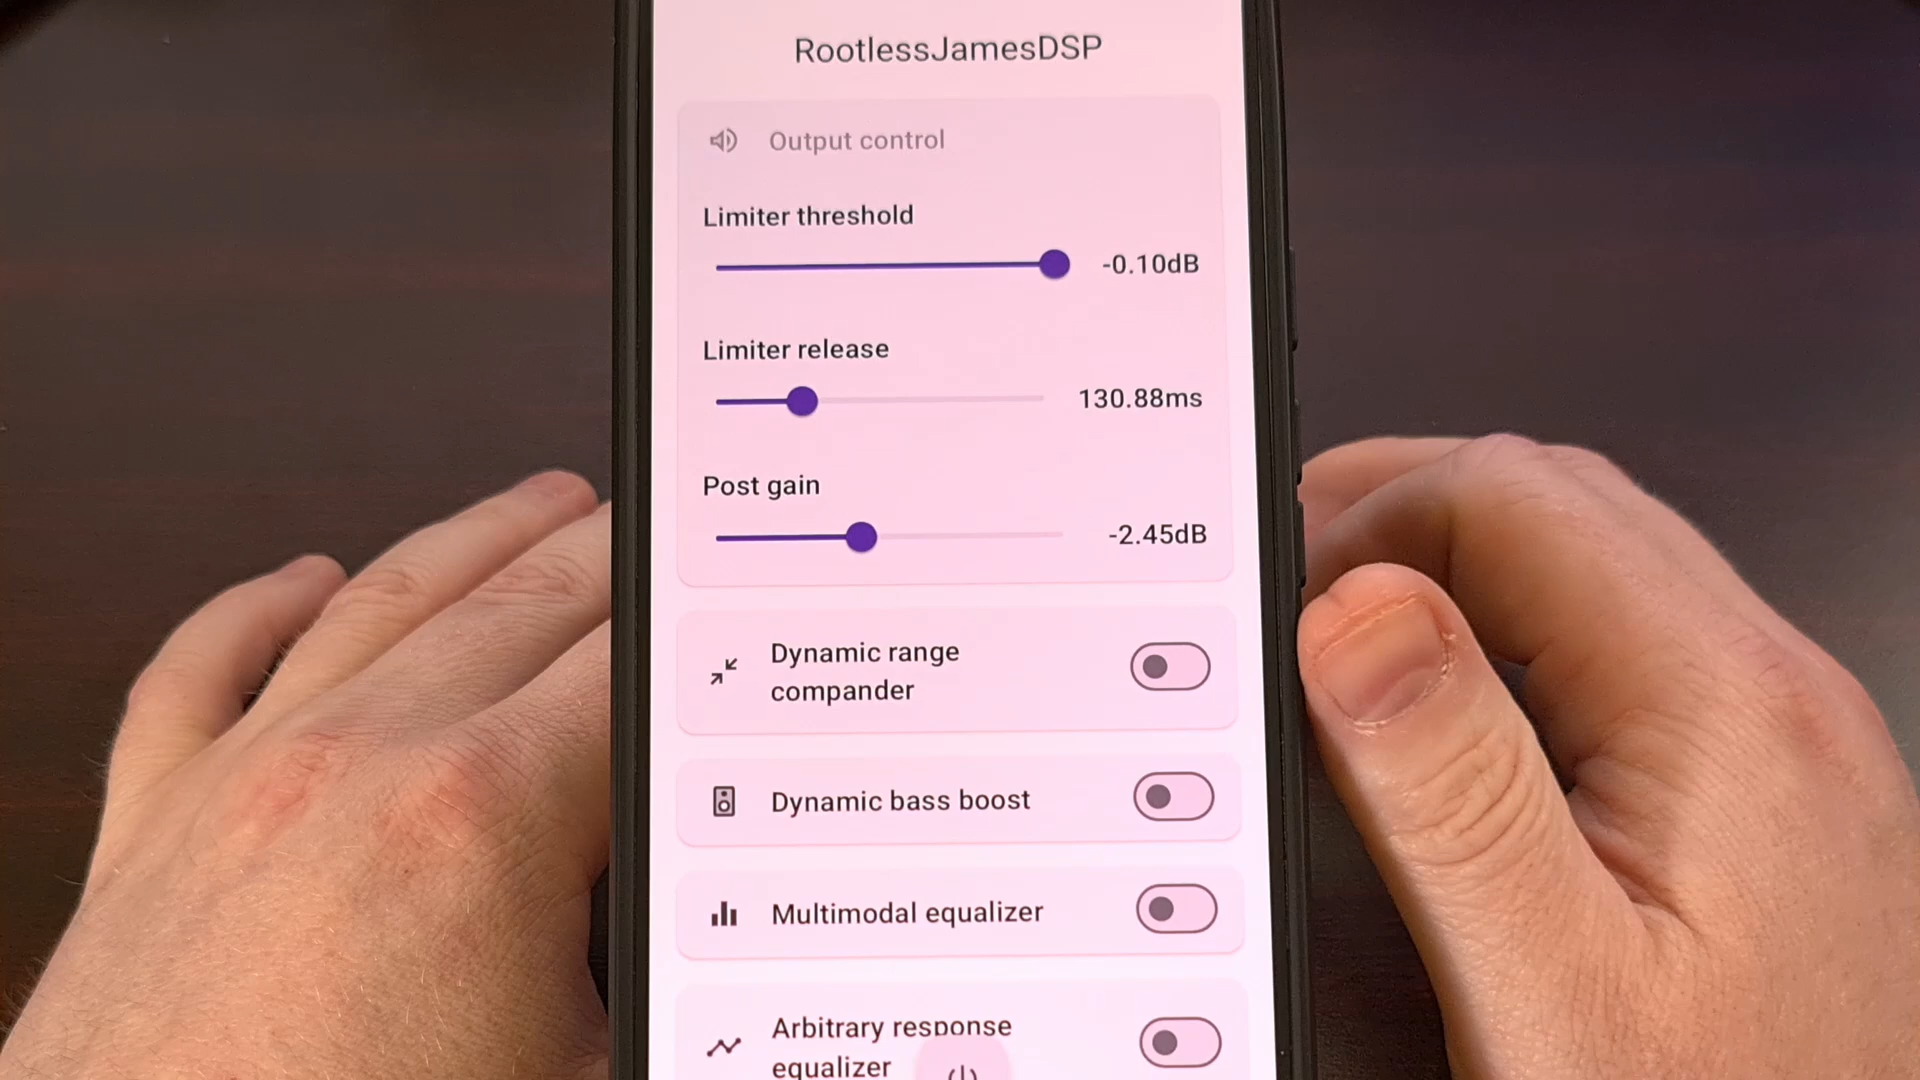 RootlessJamesDSP
Output control
Limiter threshold
-0.10dB
Limiter release
130.88ms
Post gain
-2.45dB
Dynamic range
compander
Dynamic bass boost
Multimodal equalizer
Arbitrary response
equalizer